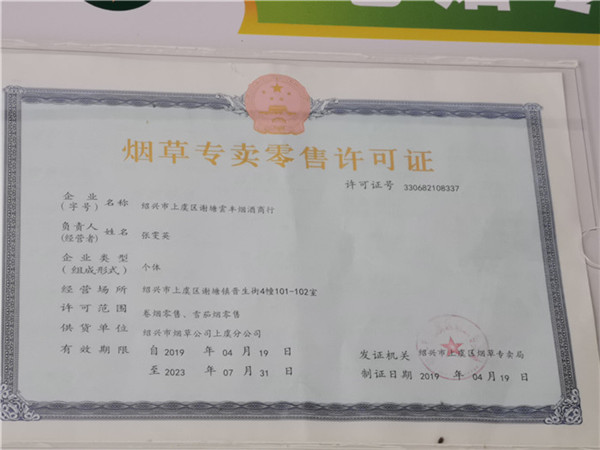 烟草专卖零售许可证
许可证号 330682108337
企业(字号)名称 绍兴市上虞区谢塘雲丰烟酒商行
负责人(经营者)姓名 张雯英
企业类型(组成形式) 个体
经营场所 绍兴市上虞区谢塘镇晋生街4幢101-102室
许可范围 卷烟零售、雪茄烟零售
供货单位 绍兴市烟草公司上虞分公司
有效期限 自 2019 年 04 月 19 日
至 2023 年 07 月 31 日
发证机关 绍兴市上虞区烟草专卖局
制证日期 2019 年 04 月 19 日